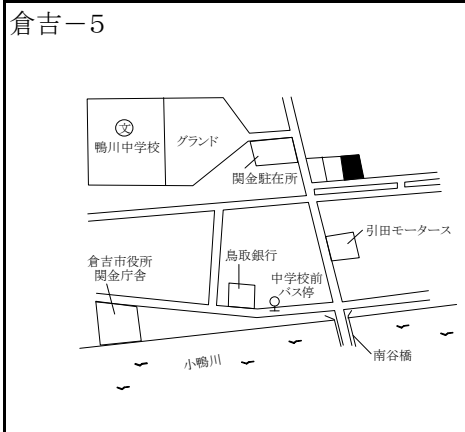 倉吉－5
文
鴨川中学校
グランド
関金駐在所
引田モータース
倉吉市役所
関金庁舎
鳥取銀行
中学校前
バス停
小鴨川
南谷橋